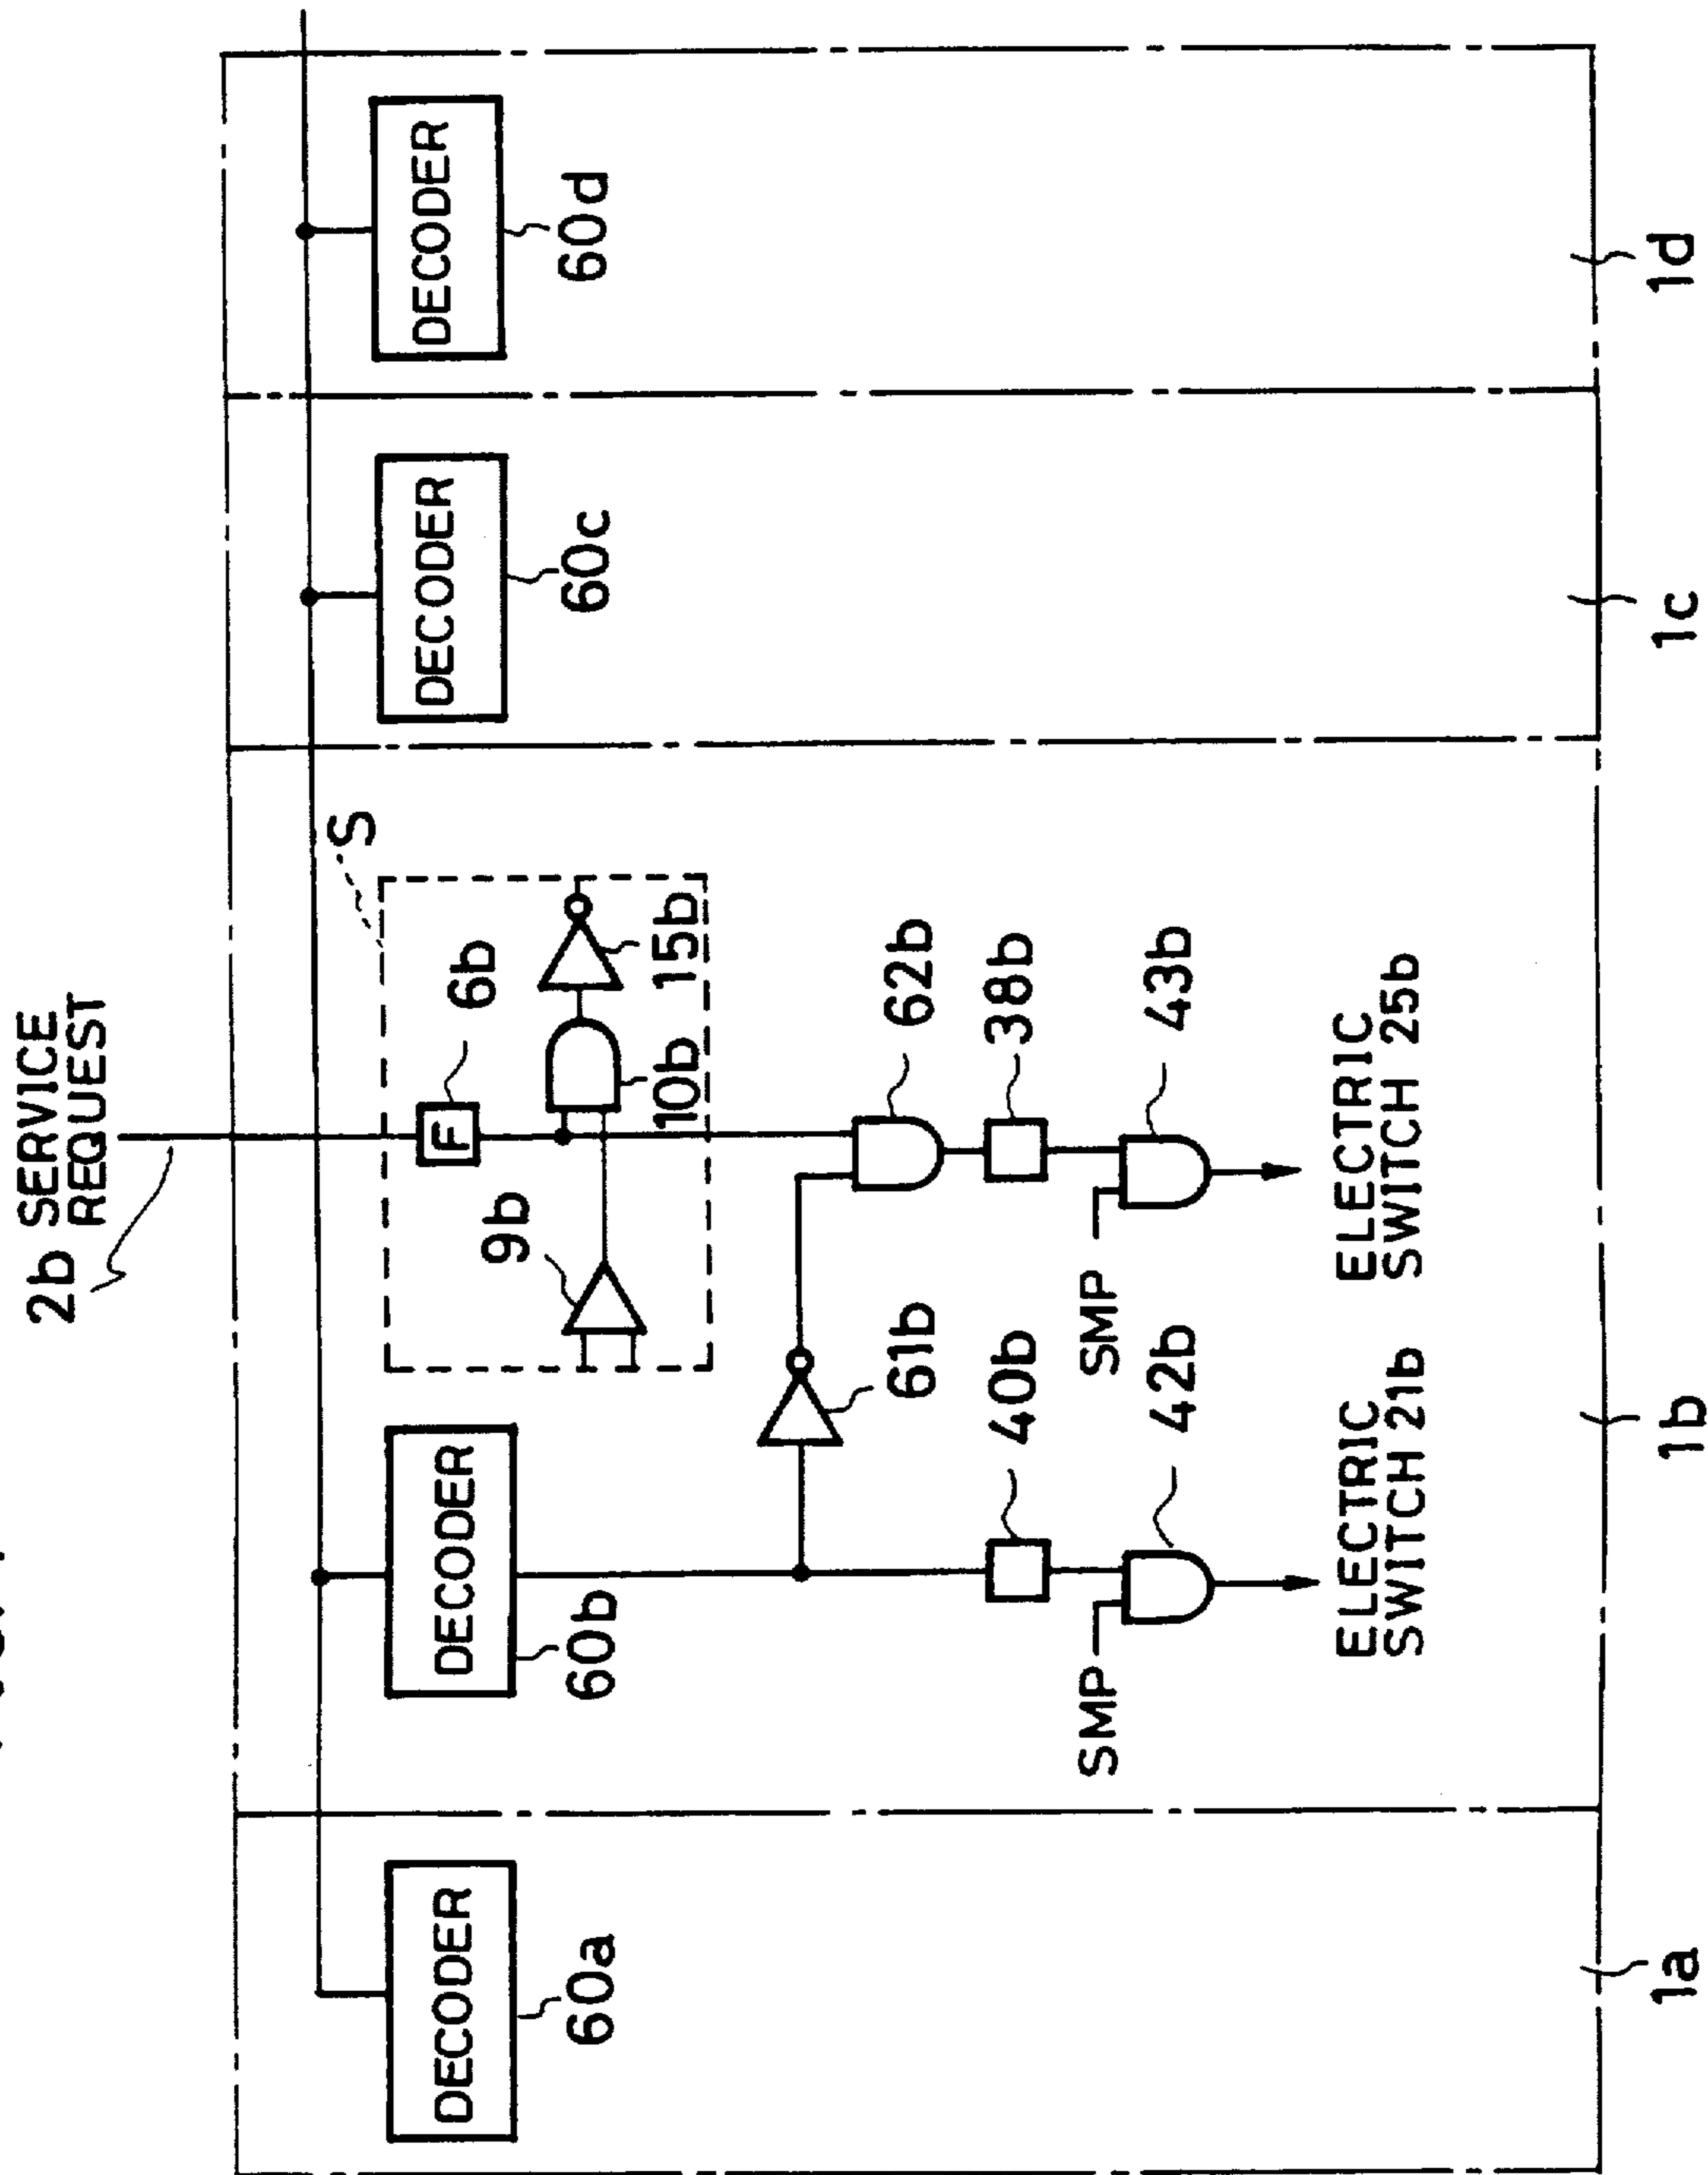 2b SERVICE
REQUEST
S
DECODER
60a
DECODER
60b
9b
6b
10b
15b
DECODER
60c
DECODER
60d
61b
62b
40b
38b
SMP
42b
SMP
43b
ELECTRIC
SWITCH 21b
ELECTRIC
SWITCH 25b
F
1a
1b
1c
1d